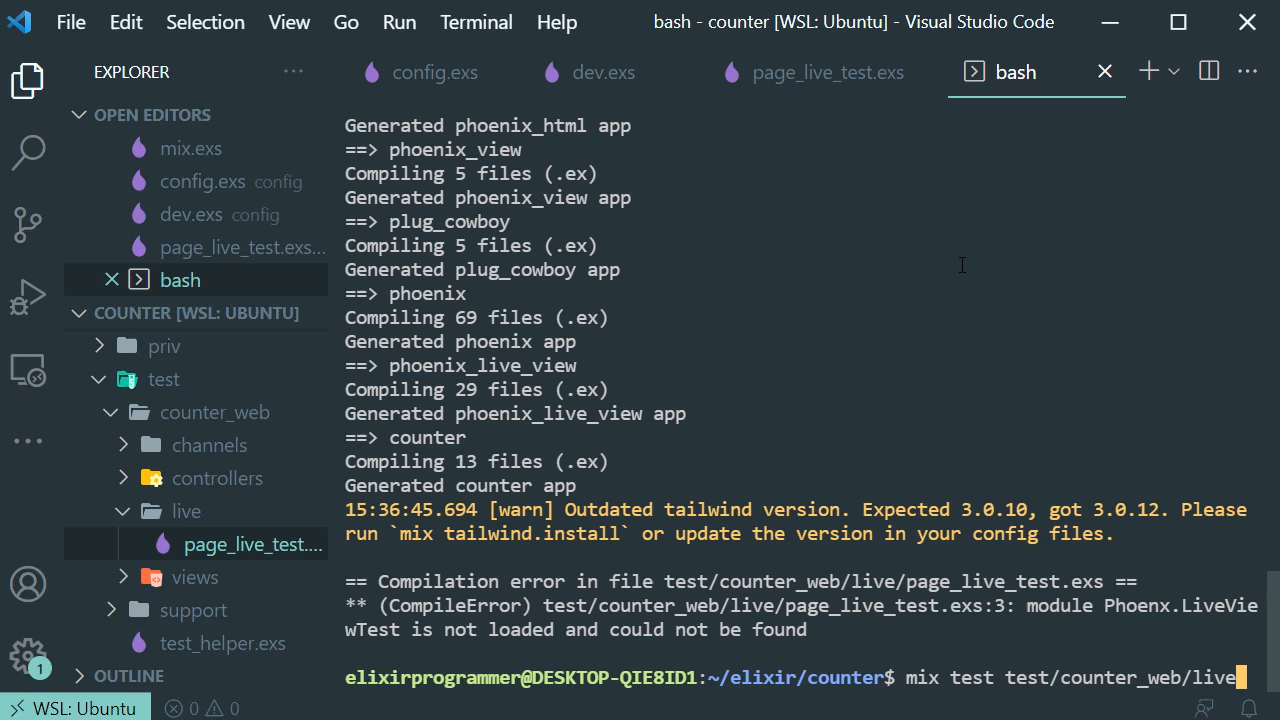 File Edit Selection View Go Run Terminal Help
bash - counter [WSL: Ubuntu] - Visual Studio Code
EXPLORER
config.exs dev.exs page_live_test.exs bash
OPEN EDITORS
mix.exs
config.exs config
dev.exs config
page_live_test.exs...
bash
COUNTER [WSL: UBUNTU]
priv
test
counter_web
channels
controllers
live
page_live_test....
views
support
test_helper.exs
OUTLINE
1
WSL: Ubuntu 0 0
Generated phoenix_html app
==> phoenix_view
Compiling 5 files (.ex)
Generated phoenix_view app
==> plug_cowboy
Compiling 5 files (.ex)
Generated plug_cowboy app
==> phoenix
Compiling 69 files (.ex)
Generated phoenix app
==> phoenix_live_view
Compiling 29 files (.ex)
Generated phoenix_live_view app
==> counter
Compiling 13 files (.ex)
Generated counter app
15:36:45.694 [warn] Outdated tailwind version. Expected 3.0.10, got 3.0.12. Please
run `mix tailwind.install` or update the version in your config files.
== Compilation error in file test/counter_web/live/page_live_test.exs ==
** (CompileError) test/counter_web/live/page_live_test.exs:3: module Phoenx.LiveVie
wTest is not loaded and could not be found
elixirprogrammer@DESKTOP-QIE8ID1:~/elixir/counter$ mix test test/counter_web/live